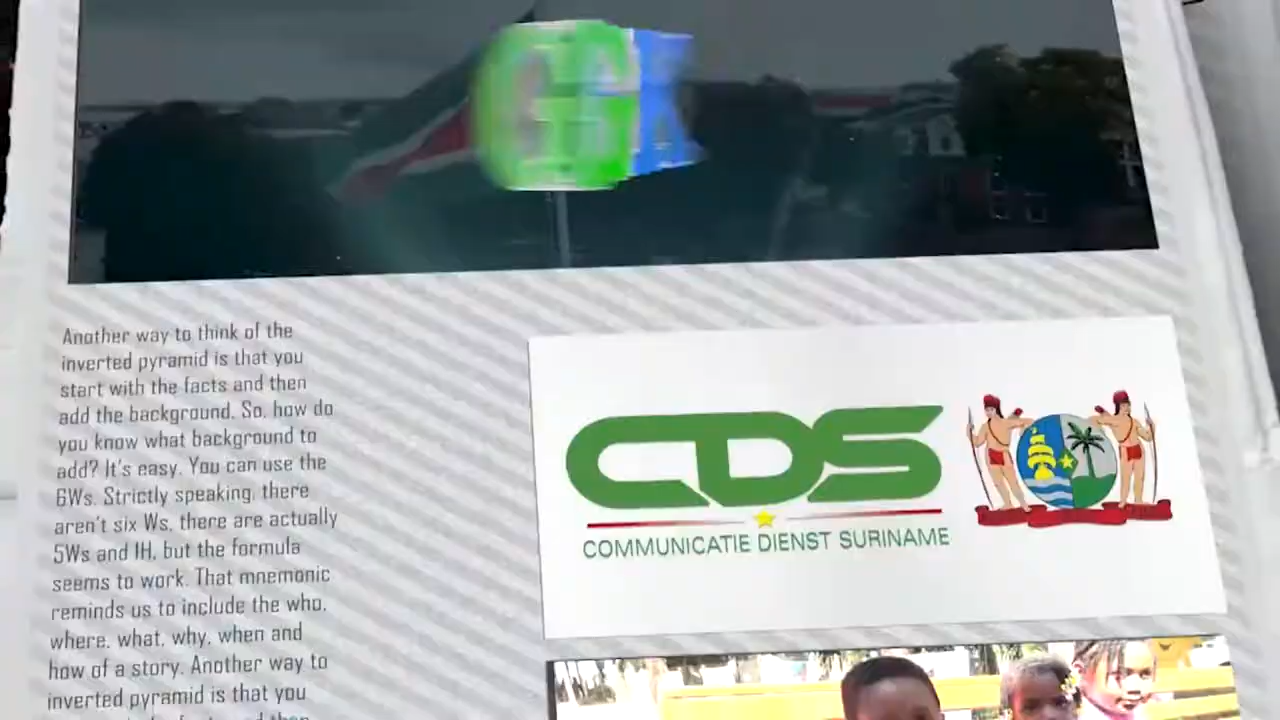 Another way to think of the
inverted pyramid is that you
start with the facts and then
add the background. So, how do
you know what background to
add? It's easy. You can use the
6Ws. Strictly speaking, there
aren't six Ws, there are actually
5Ws and 1H, but the formula
seems to work. That mnemonic
reminds us to include the who,
where, what, why, when and
how of a story. Another way to
inverted pyramid is that you
CDS
COMMUNICATIE DIENST SURINAME